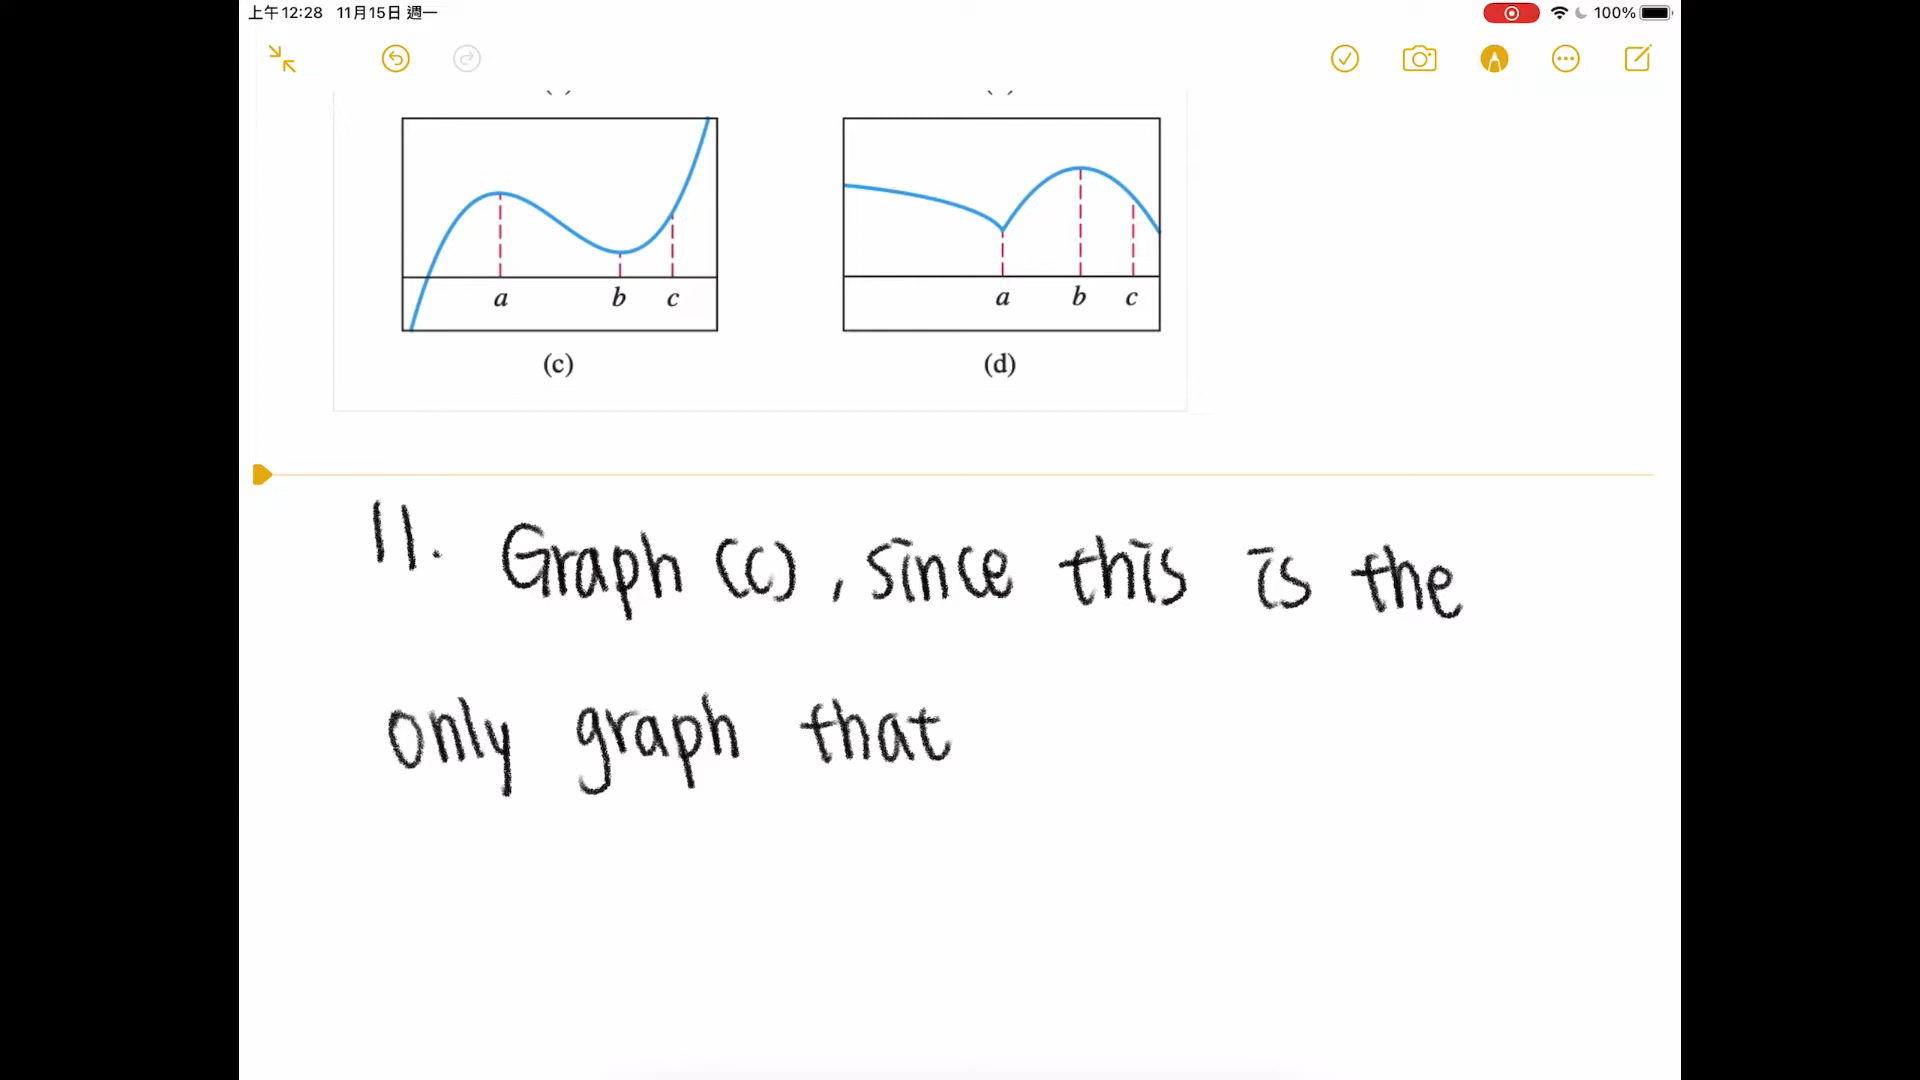 上午12:28 11月15日 週一
100%
a b c
a b c
(c)
(d)
11. Graph (c), since this is the
only graph that